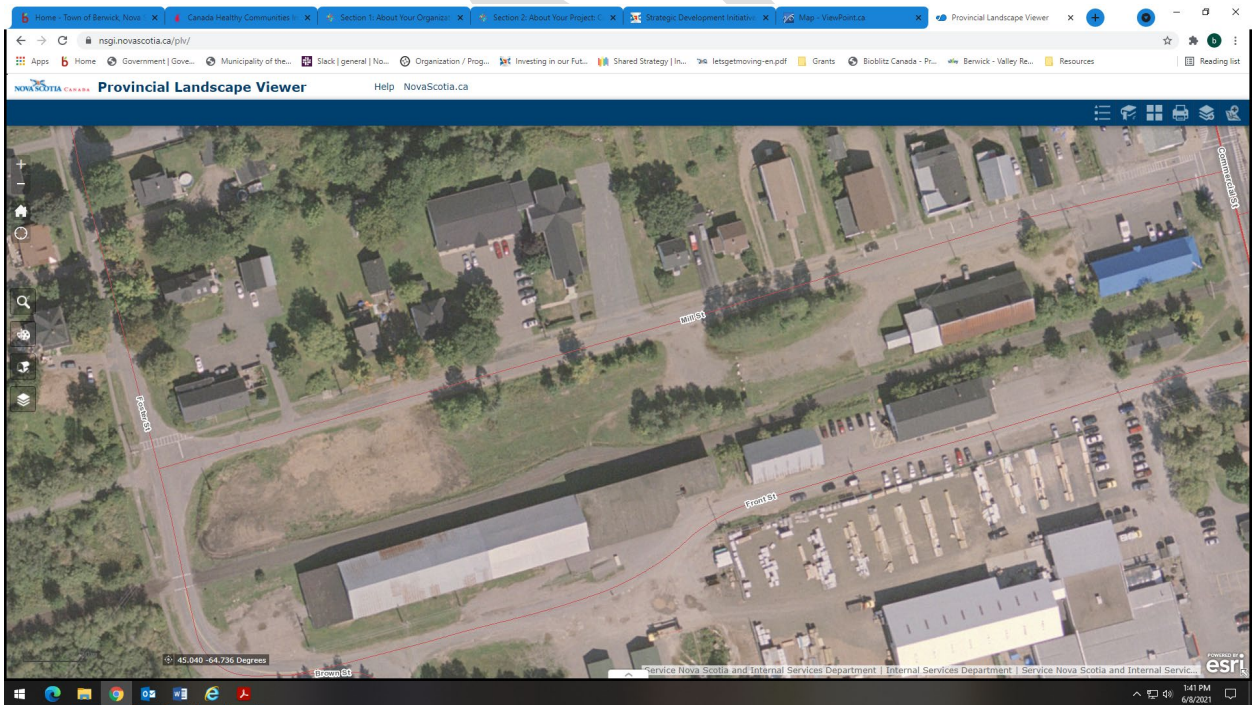 Home - Town of Berwick, Nova S
Canada Healthy Communities In
Section 1: About Your Organizat
Section 2: About Your Project: C
Strategic Development Initiative
Map - ViewPoint.ca
Provincial Landscape Viewer
nsgi.novascotia.ca/plv/
Apps
Home
Government | Gove...
Municipality of the...
Slack | general | No...
Organization / Prog...
Investing in our Fut...
Shared Strategy | In...
letsgetmoving-en.pdf
Grants
Bioblitz Canada - Pr...
Berwick - Valley Re...
Resources
Reading list
NOVA SCOTIA CANADA
Provincial Landscape Viewer
Help NovaScotia.ca
Commercial St
Mill St
Foster St
Front St
Brown St
45.040 -64.736 Degrees
Service Nova Scotia and Internal Services Department | Internal Services Department | Service Nova Scotia and Internal Servic...
POWERED BY
esri
1:41 PM
6/8/2021